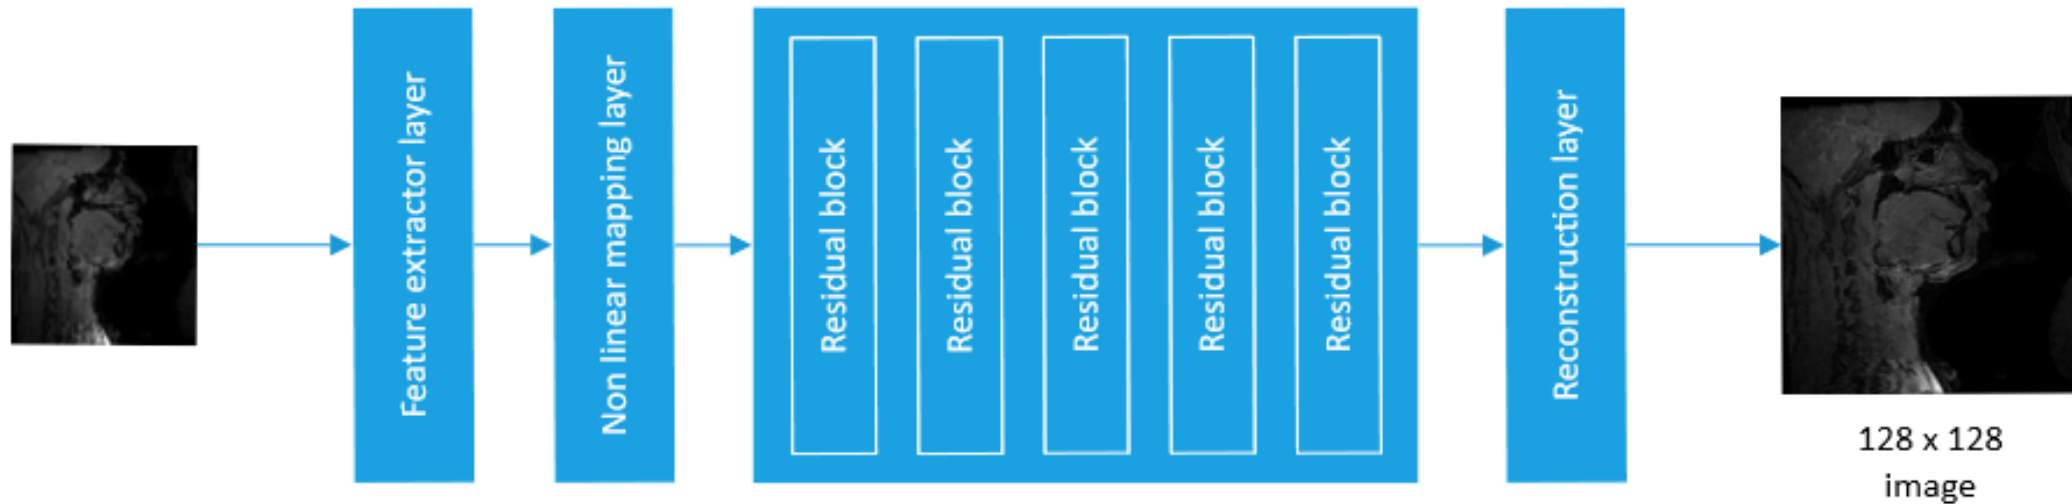 Feature extractor layer
Non linear mapping layer
Residual block
Residual block
Residual block
Residual block
Residual block
Reconstruction layer
128 x 128
image